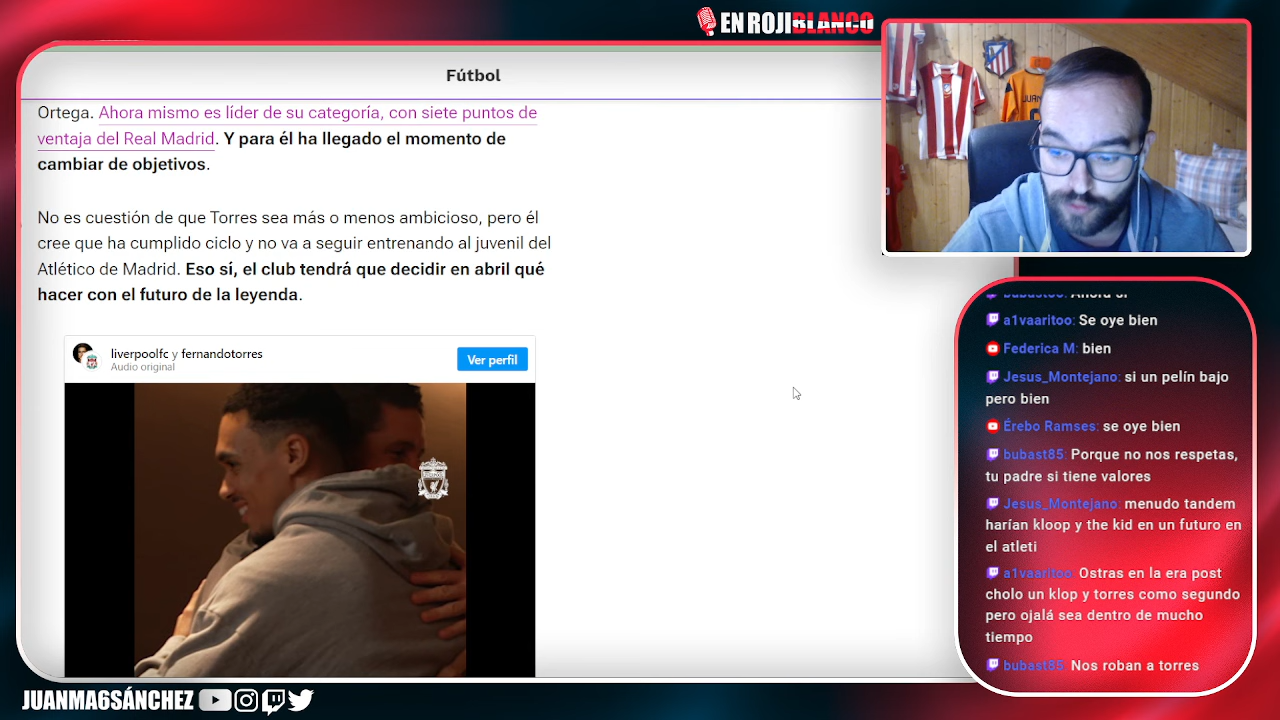 EN ROJIBLANCO
Fútbol
Ortega. Ahora mismo es líder de su categoría, con siete puntos de
ventaja del Real Madrid. Y para él ha llegado el momento de
cambiar de objetivos.
No es cuestión de que Torres sea más o menos ambicioso, pero él
cree que ha cumplido ciclo y no va a seguir entrenando al juvenil del
Atlético de Madrid. Eso sí, el club tendrá que decidir en abril qué
hacer con el futuro de la leyenda.
liverpoolfc y fernandotorres
Audio original
Ver perfil
a1vaaritoo: Se oye bien
Federica M: bien
Jesus_Montejano: si un pelín bajo
pero bien
Érebo Ramses: se oye bien
bubast85: Porque no nos respetas,
tu padre si tiene valores
Jesus_Montejano: menudo tandem
harían kloop y the kid en un futuro en
el atleti
a1vaaritoo: Ostras en la era post
cholo un klop y torres como segundo
pero ojalá sea dentro de mucho
tiempo
bubast85: Nos roban a torres
JUANMA6SÁNCHEZ